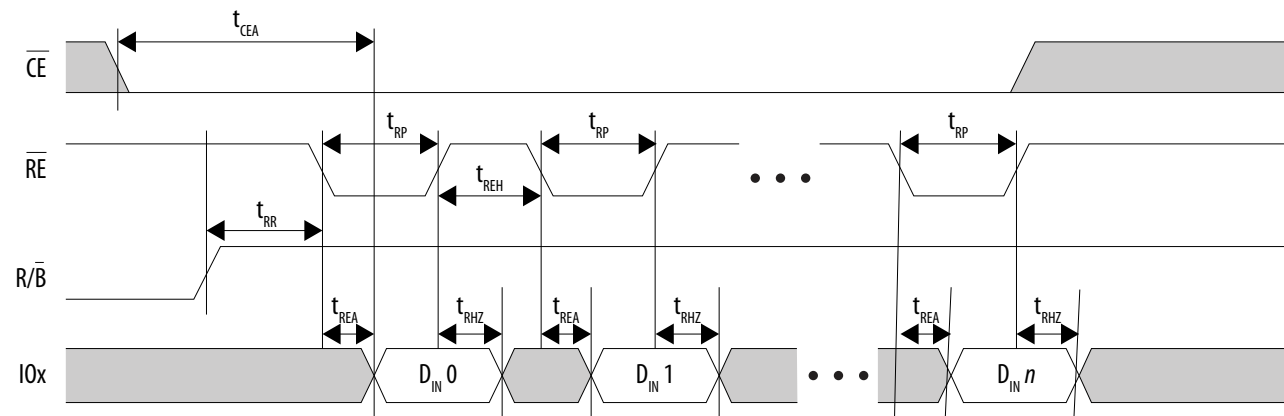 tCEA
CE
tRP tRP tRP
RE
tREH
tRR
R/B
tREA tRHZ tREA tRHZ tREA tRHZ
IOx DIN 0 DIN 1 DIN n